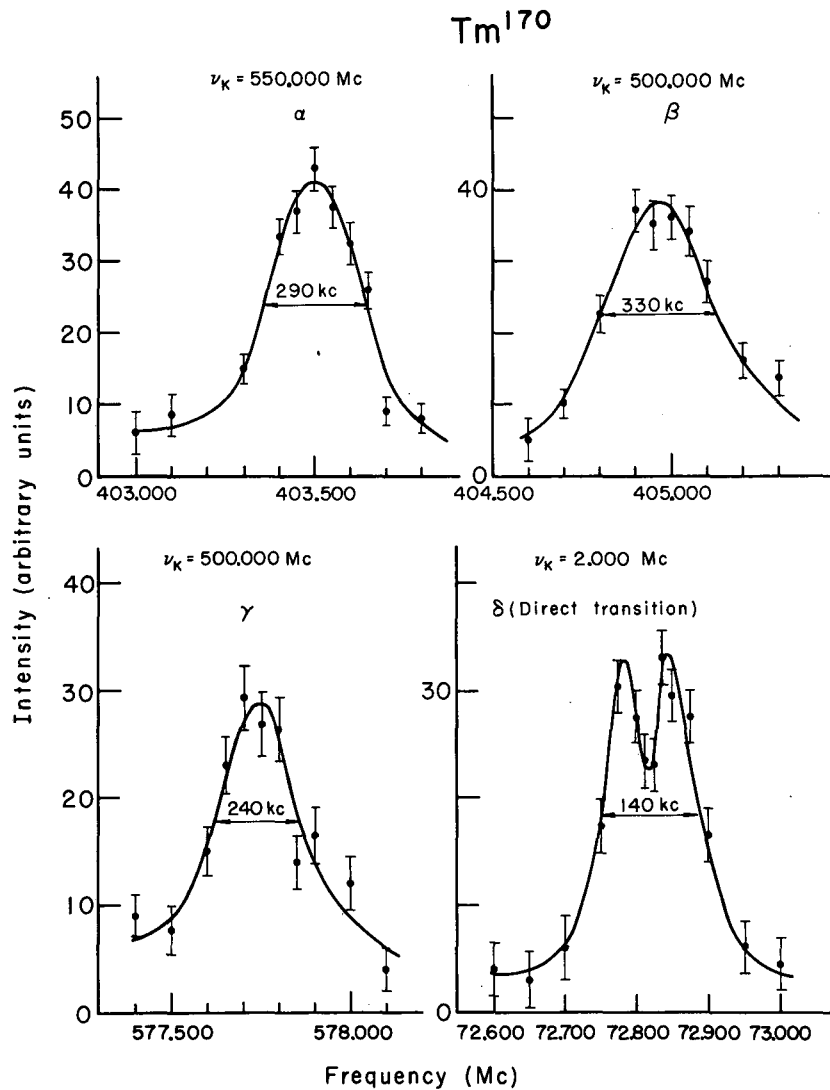 Tm¹⁷⁰
νK = 550.000 Mc
α
50
40
30
20
10
0
290 kc
403.000
403.500
νK = 500.000 Mc
β
40
0
330 kc
404.500
405.000
Intensity (arbitrary units)
νK = 500.000 Mc
γ
40
30
20
10
0
240 kc
577.500
578.000
νK = 2.000 Mc
δ (Direct transition)
30
0
140 kc
72.600
72.700
72.800
72.900
73.000
Frequency (Mc)